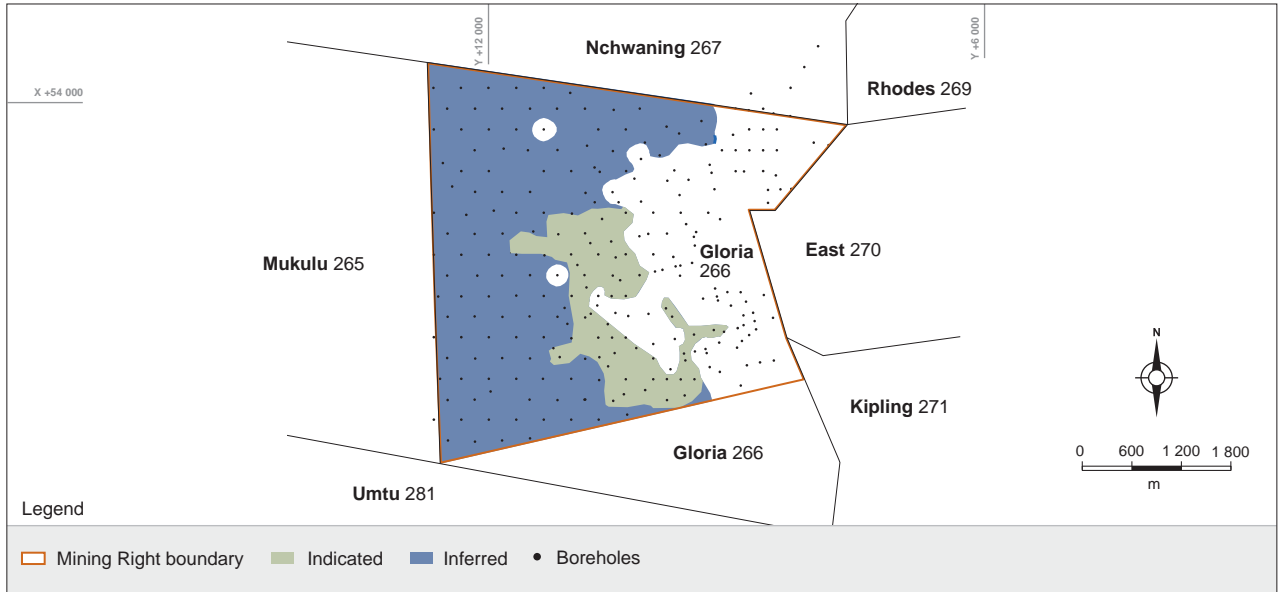 Nchwaning 267
Y +12 000
Y +6 000
X +54 000
Rhodes 269
Mukulu 265
Gloria
266
East 270
N
Kipling 271
Gloria 266
0 600 1 200 1 800
m
Umtu 281
Legend
Mining Right boundary Indicated Inferred Boreholes